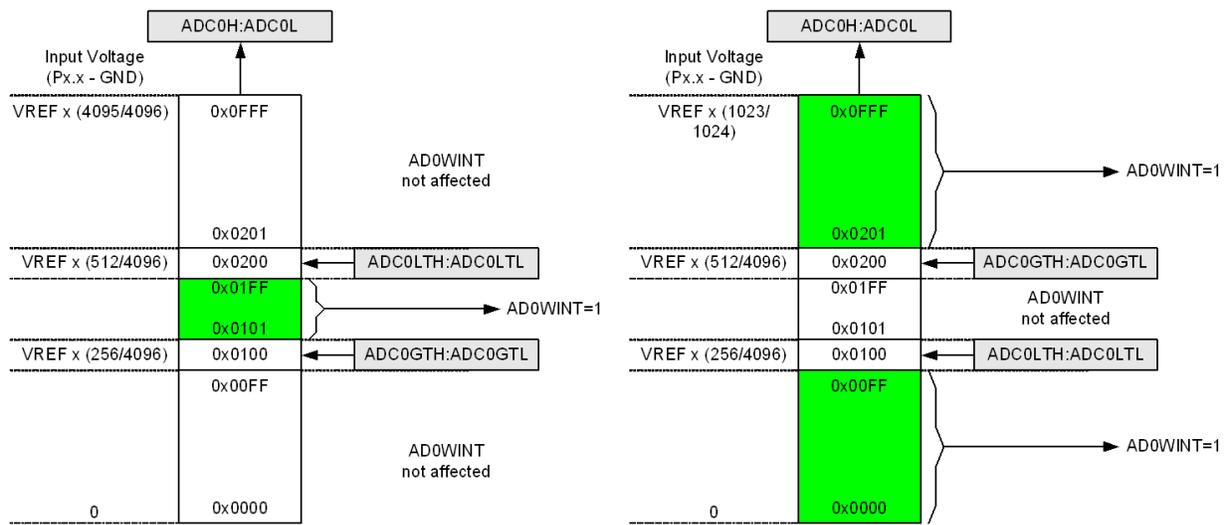 ADC0H:ADC0L
Input Voltage
(Px.x - GND)
VREF x (4095/4096)
0x0FFF
AD0WINT
not affected
0x0201
VREF x (512/4096)
0x0200
ADC0LTH:ADC0LTL
0x01FF
AD0WINT=1
0x0101
VREF x (256/4096)
0x0100
ADC0GTH:ADC0GTL
0x00FF
AD0WINT
not affected
0
0x0000
ADC0H:ADC0L
Input Voltage
(Px.x - GND)
VREF x (1023/
1024)
0x0FFF
AD0WINT=1
0x0201
VREF x (512/4096)
0x0200
ADC0GTH:ADC0GTL
0x01FF
AD0WINT
not affected
0x0101
VREF x (256/4096)
0x0100
ADC0LTH:ADC0LTL
0x00FF
AD0WINT=1
0
0x0000